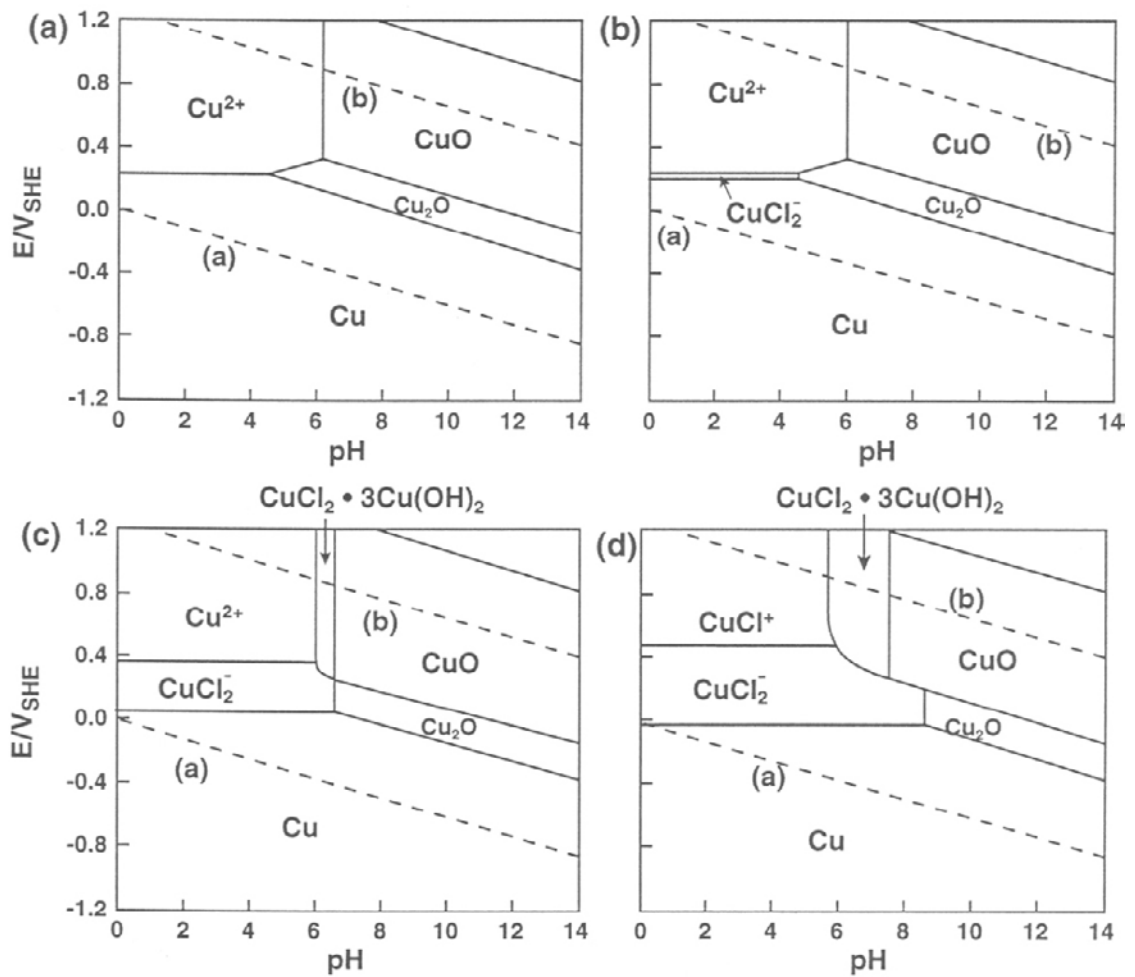 (a)
1.2
0.8
0.4
0.0
-0.4
-0.8
-1.2
E/V_SHE
Cu²⁺
(b)
CuO
Cu₂O
(a)
Cu
0 2 4 6 8 10 12 14
pH
(b)
Cu²⁺
CuO
(b)
CuCl₂⁻
Cu₂O
(a)
Cu
0 2 4 6 8 10 12 14
pH
CuCl₂ • 3Cu(OH)₂
(c)
1.2
0.8
0.4
0.0
-0.4
-0.8
-1.2
E/V_SHE
Cu²⁺
(b)
CuO
CuCl₂⁻
Cu₂O
(a)
Cu
0 2 4 6 8 10 12 14
pH
CuCl₂ • 3Cu(OH)₂
(d)
CuCl⁺
(b)
CuO
CuCl₂⁻
Cu₂O
(a)
Cu
0 2 4 6 8 10 12 14
pH